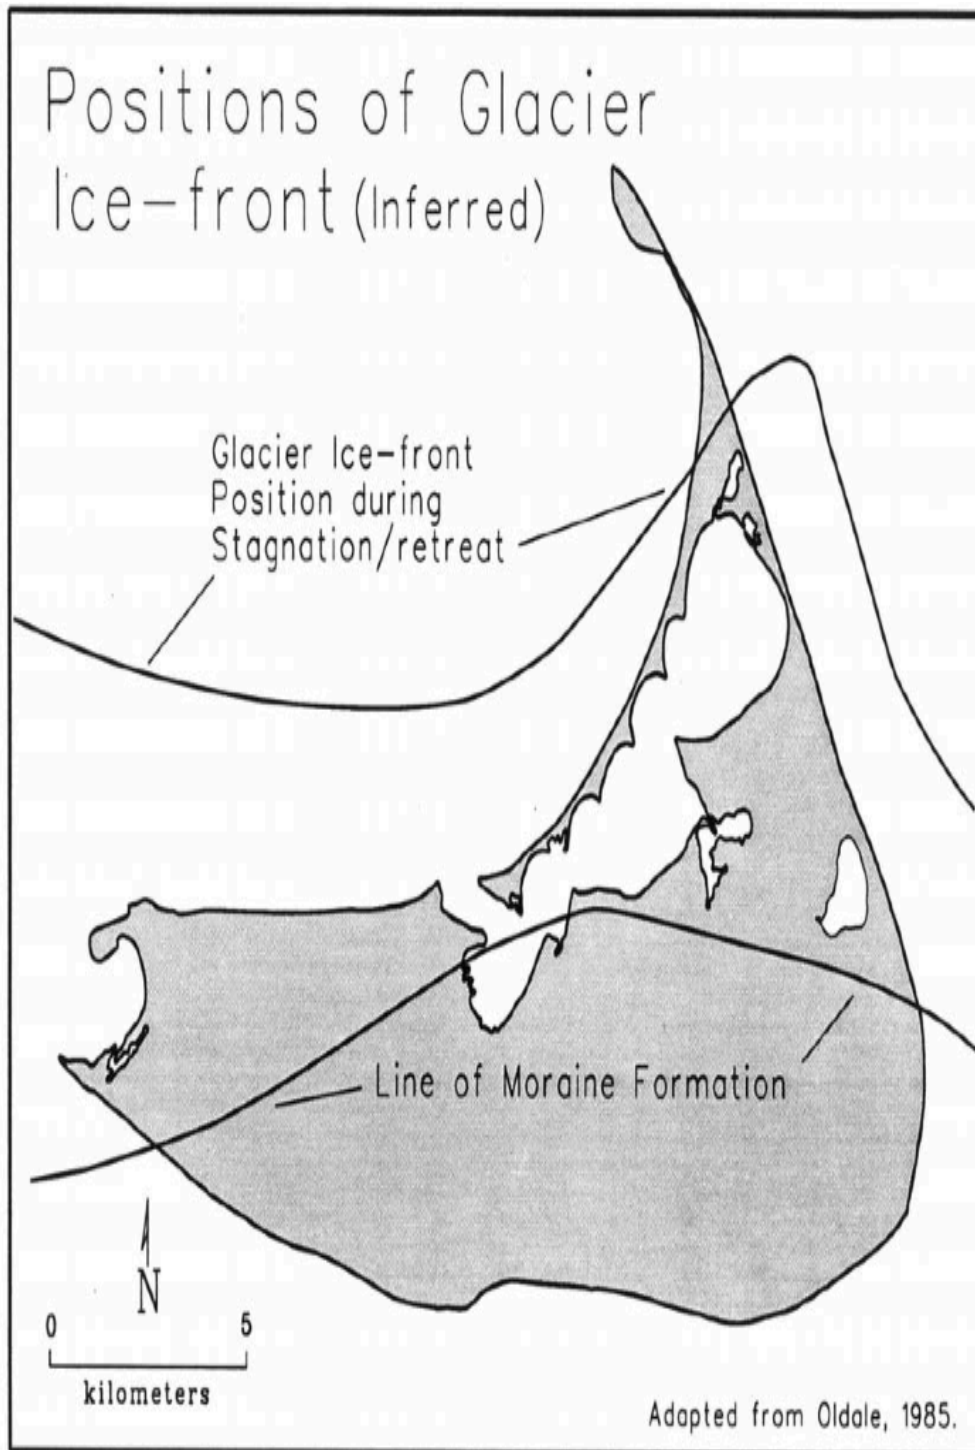 Positions of Glacier
Ice-front (Inferred)
Glacier Ice-front
Position during
Stagnation/retreat
Line of Moraine Formation
N
0 5
kilometers
Adapted from Oldale, 1985.